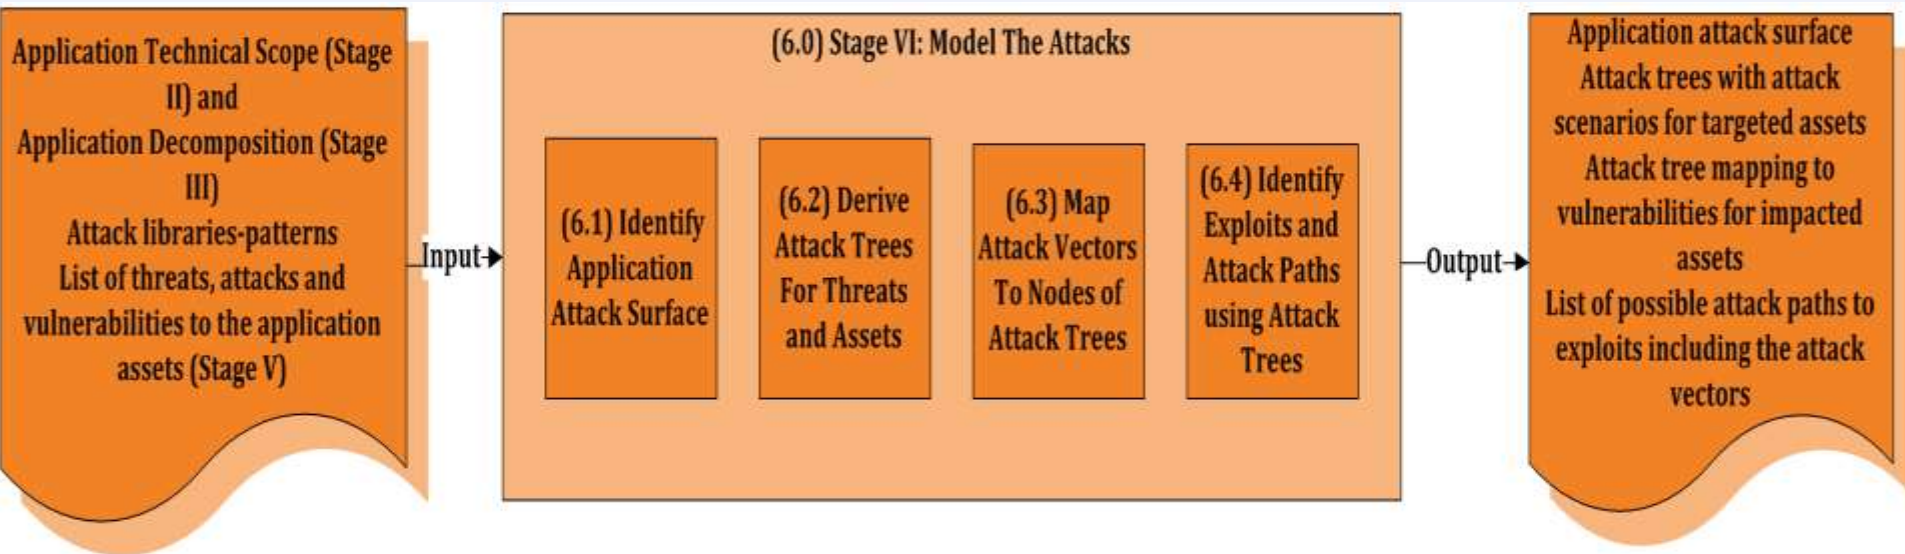 Application Technical Scope (Stage
II) and
Application Decomposition (Stage
III)
Attack libraries-patterns
List of threats, attacks and
vulnerabilities to the application
assets (Stage V)
Input
(6.0) Stage VI: Model The Attacks
(6.1) Identify
Application
Attack Surface
(6.2) Derive
Attack Trees
For Threats
and Assets
(6.3) Map
Attack Vectors
To Nodes of
Attack Trees
(6.4) Identify
Exploits and
Attack Paths
using Attack
Trees
Output
Application attack surface
Attack trees with attack
scenarios for targeted assets
Attack tree mapping to
vulnerabilities for impacted
assets
List of possible attack paths to
exploits including the attack
vectors